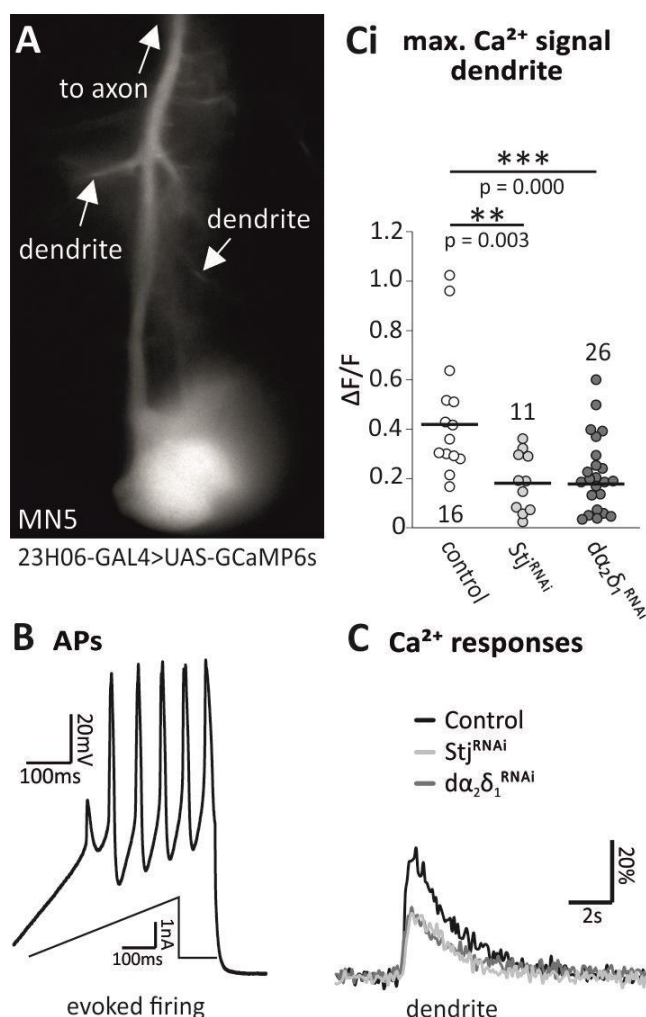 A
to axon
dendrite
dendrite
MN5
23H06-GAL4>UAS-GCaMP6s
Ci max. Ca²⁺ signal
dendrite
***
p = 0.000
**
p = 0.003
1.2
1.0
0.8
0.6
0.4
0.2
0
ΔF/F
16
11
26
control
Stj^RNAi
dα₂δ₁^RNAi
B APs
20mV
100ms
1nA
100ms
evoked firing
C Ca²⁺ responses
Control
Stj^RNAi
dα₂δ₁^RNAi
20%
2s
dendrite